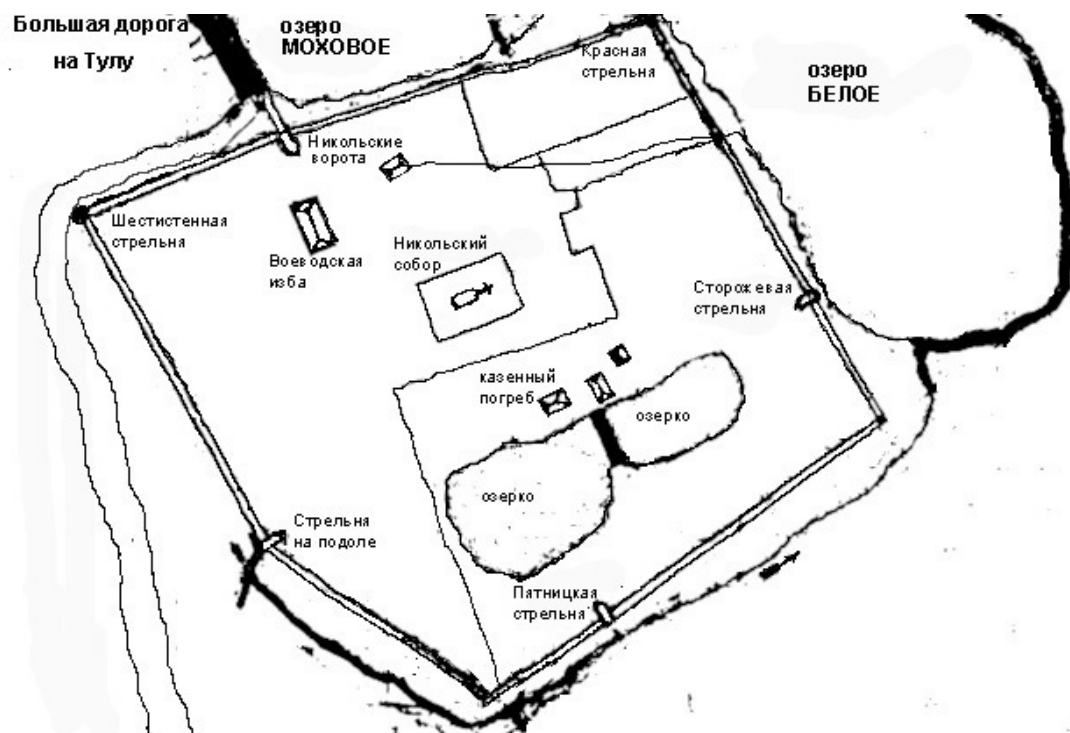 Большая дорога
на Тулу
озеро
МОХОВОЕ
Красная
стрельна
озеро
БЕЛОЕ
Никольские
ворота
Шестистенная
стрельна
Воеводская
изба
Никольский
собор
Сторожевая
стрельна
казенный
погреб
озерко
озерко
Стрельна
на подоле
Пятницкая
стрельна